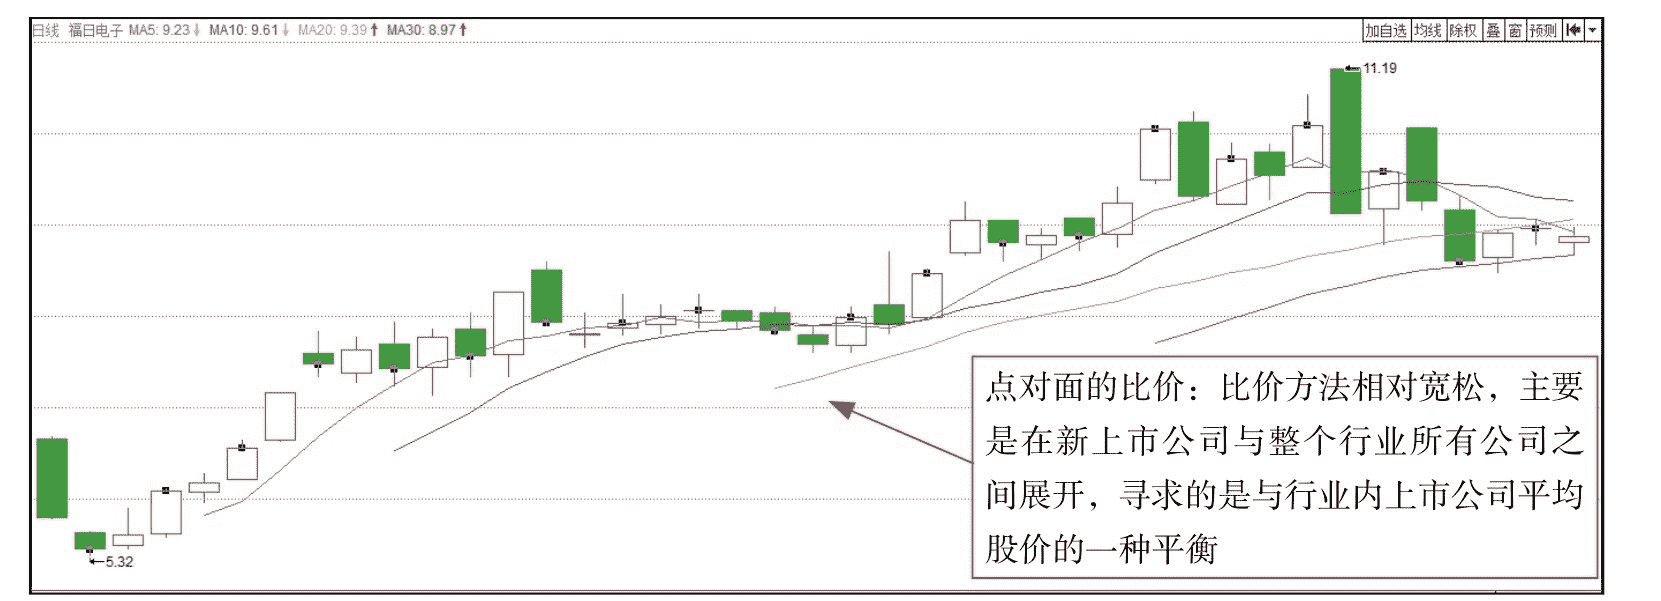 日线 福日电子 MA5: 9.23↓ MA10: 9.61↓ MA20: 9.39↑ MA30: 8.97↑
加自选 均线 除权 叠 窗 预测
11.19
5.32
点对面的比价：比价方法相对宽松，主要
是在新上市公司与整个行业所有公司之
间展开，寻求的是与行业内上市公司平均
股价的一种平衡